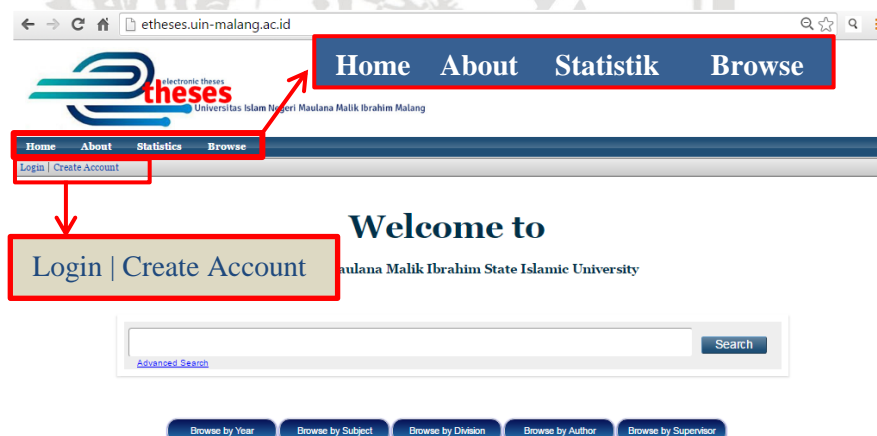 etheses.uin-malang.ac.id
Home About Statistik Browse
electronic theses
etheses
Universitas Islam Negeri Maulana Malik Ibrahim Malang
Home About Statistics Browse
Login | Create Account
Welcome to
Login | Create Account
aulana Malik Ibrahim State Islamic University
Search
Advanced Search
Browse by Year Browse by Subject Browse by Division Browse by Author Browse by Supervisor